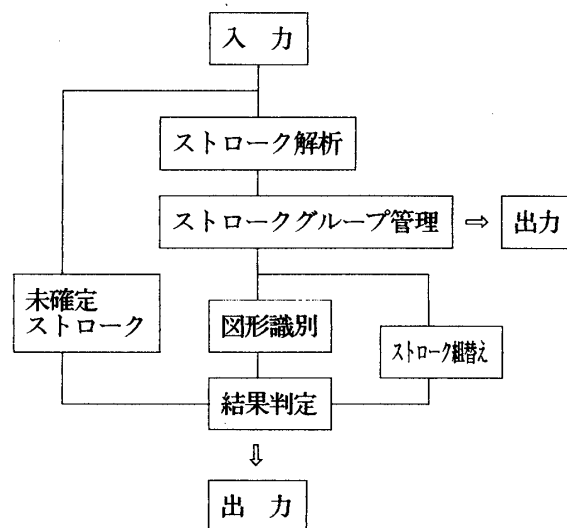 入 力
ストローク解析
ストロークグループ管理 ⇨ 出力
未確定
ストローク
図形識別
ストローク組替え
結果判定
⇩
出 力